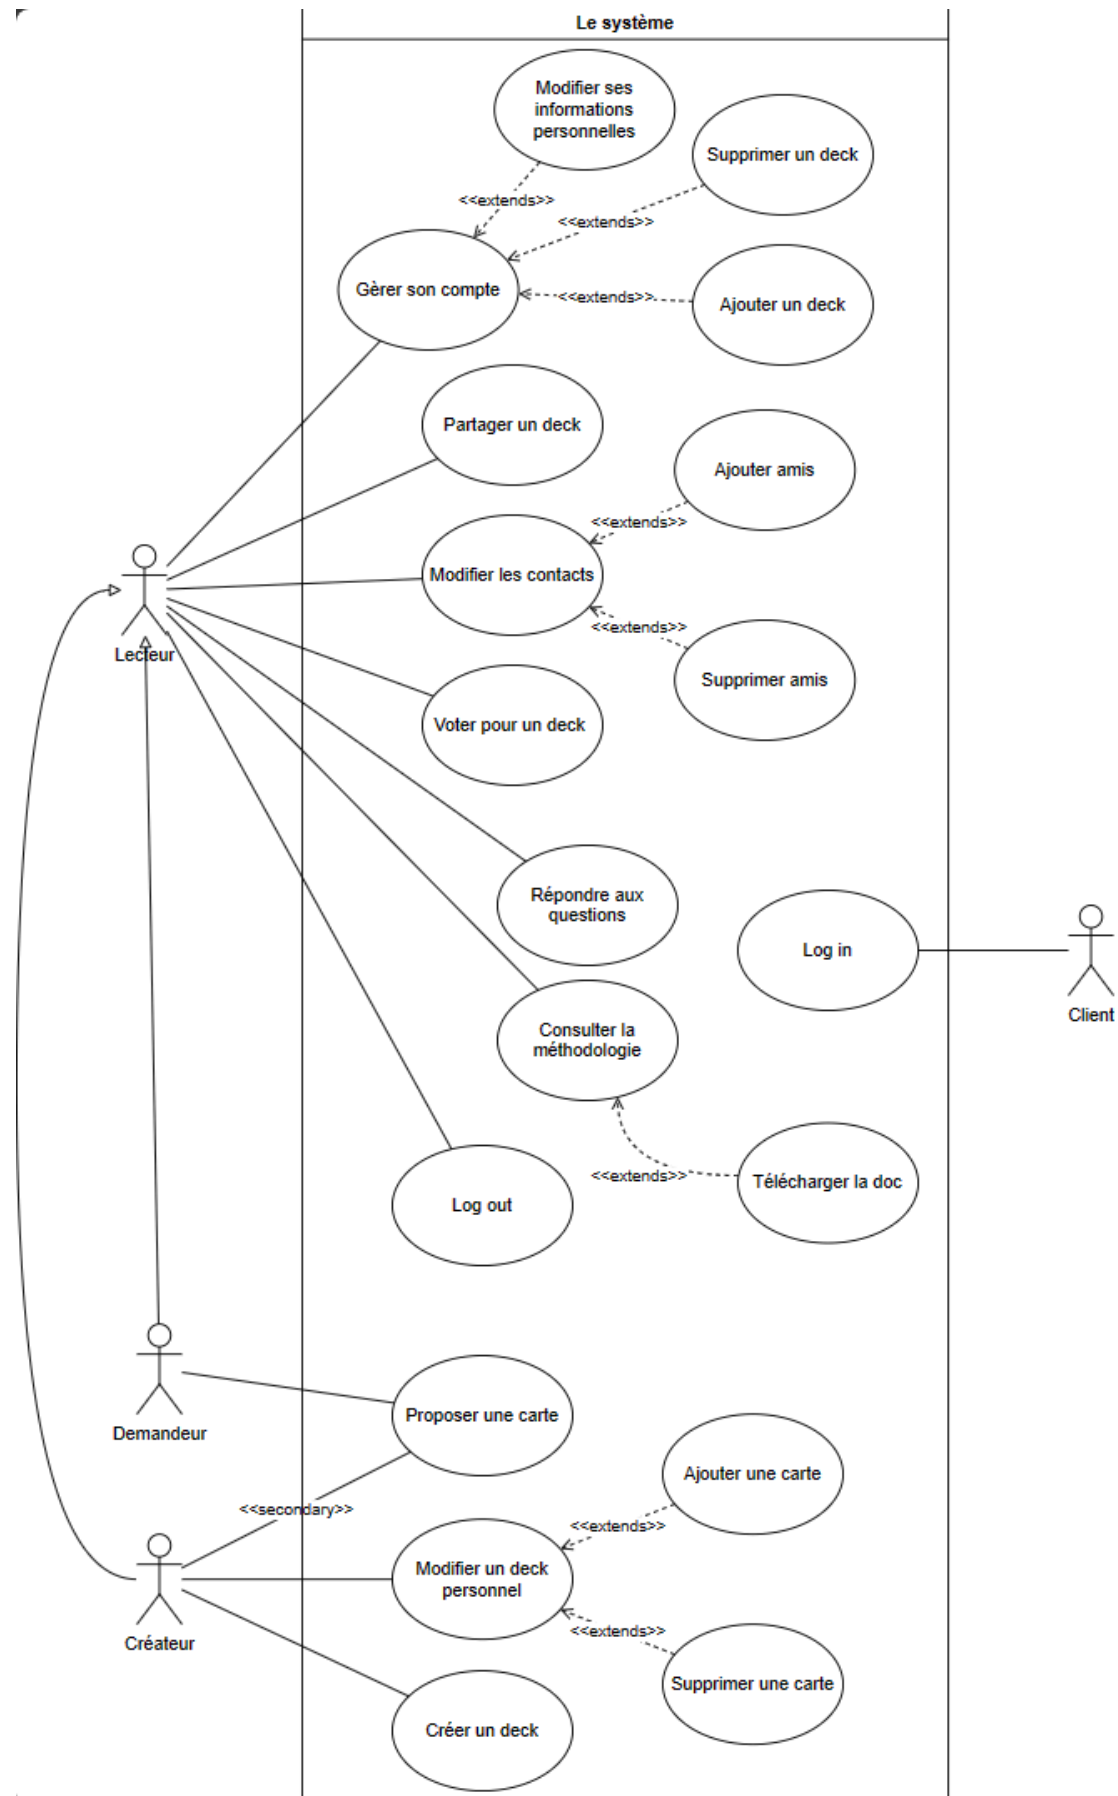 Le système
Modifier ses
informations
personnelles
Supprimer un deck
<<extends>>
<<extends>>
Gèrer son compte
<<extends>>
Ajouter un deck
Partager un deck
Ajouter amis
<<extends>>
Modifier les contacts
<<extends>>
Lecteur
Supprimer amis
Voter pour un deck
Répondre aux
questions
Log in
Client
Consulter la
méthodologie
<<extends>>
Télécharger la doc
Log out
Demandeur
Proposer une carte
Ajouter une carte
<<secondary>>
<<extends>>
Modifier un deck
personnel
<<extends>>
Créateur
Supprimer une carte
Créer un deck